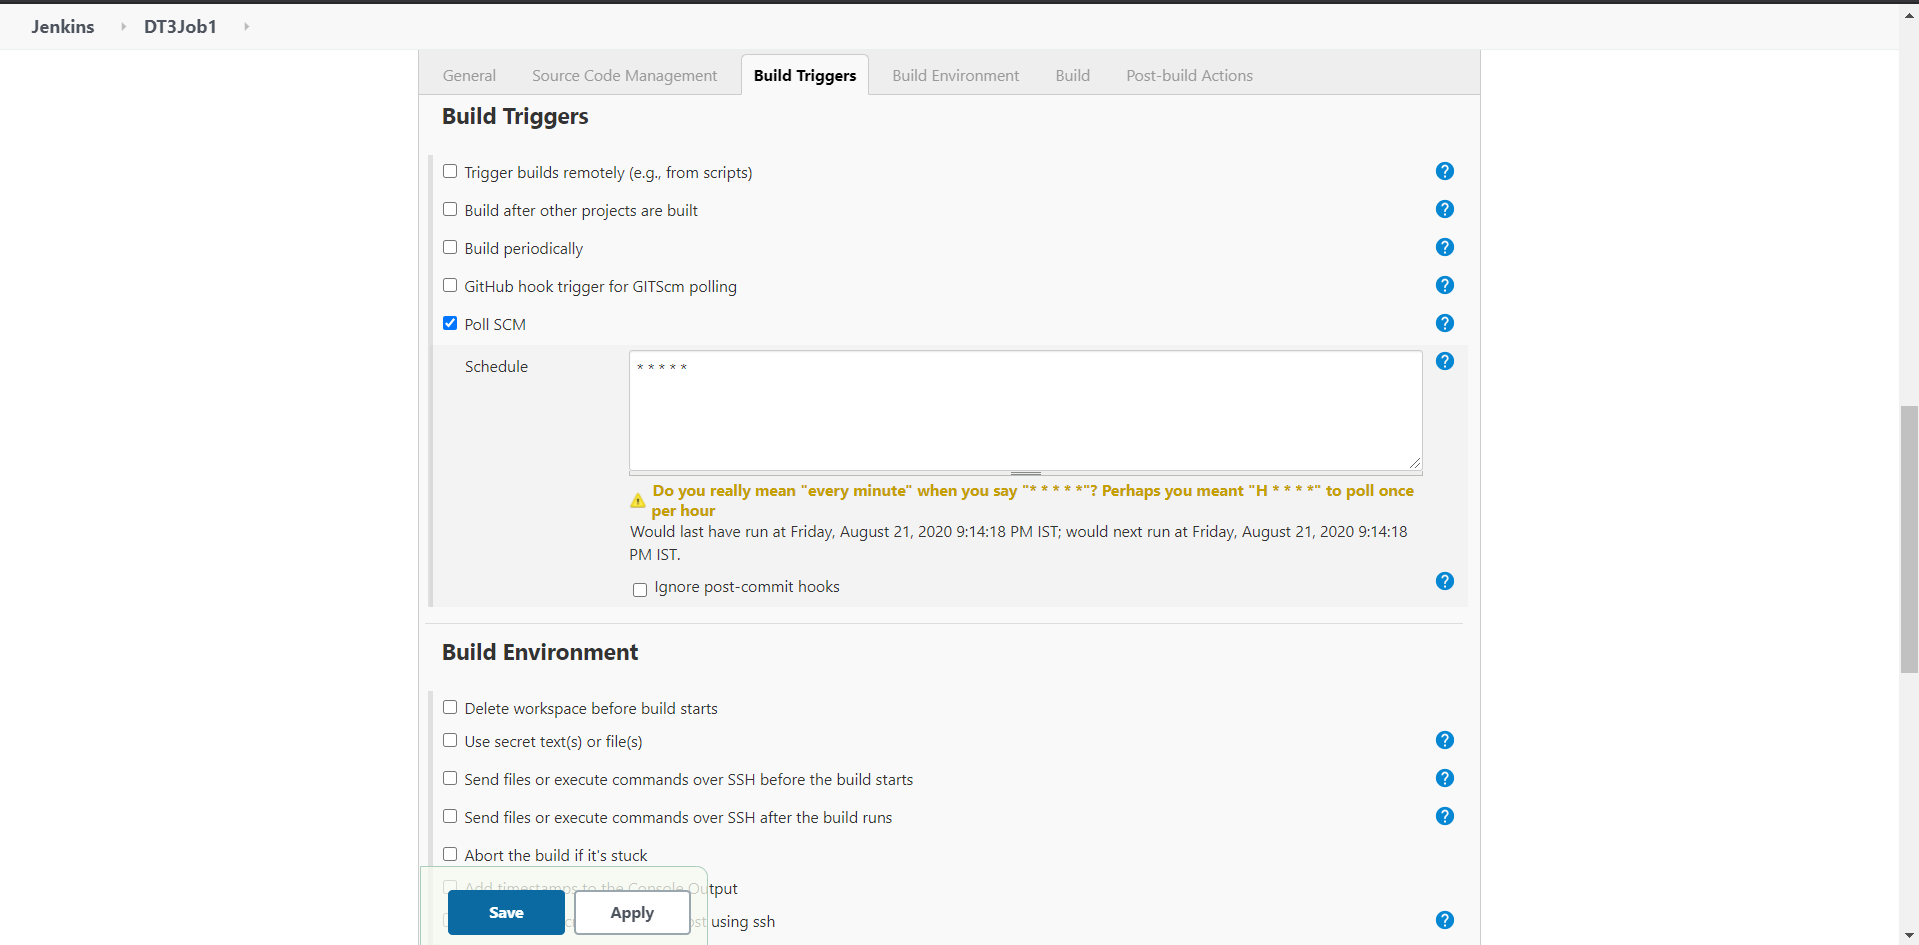 Jenkins DT3Job1
General Source Code Management Build Triggers Build Environment Build Post-build Actions
Build Triggers
Trigger builds remotely (e.g., from scripts)
Build after other projects are built
Build periodically
GitHub hook trigger for GITScm polling
Poll SCM
Schedule
* * * * *
Do you really mean "every minute" when you say "* * * * *"? Perhaps you meant "H * * * *" to poll once
per hour
Would last have run at Friday, August 21, 2020 9:14:18 PM IST; would next run at Friday, August 21, 2020 9:14:18
PM IST.
Ignore post-commit hooks
Build Environment
Delete workspace before build starts
Use secret text(s) or file(s)
Send files or execute commands over SSH before the build starts
Send files or execute commands over SSH after the build runs
Abort the build if it's stuck
Add timestamps to the Console Output
using ssh
Save Apply